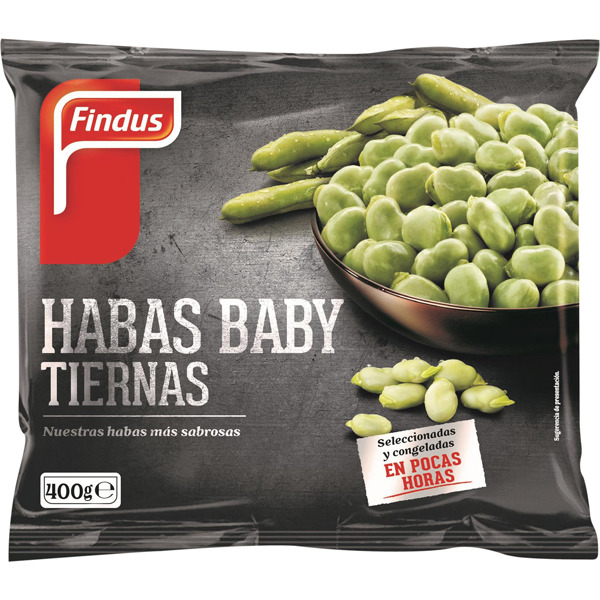 Findus
HABAS BABY
TIERNAS
Nuestras habas más sabrosas
400g℮
Seleccionadas
y congeladas
EN POCAS
HORAS
Sugerencia de presentación.